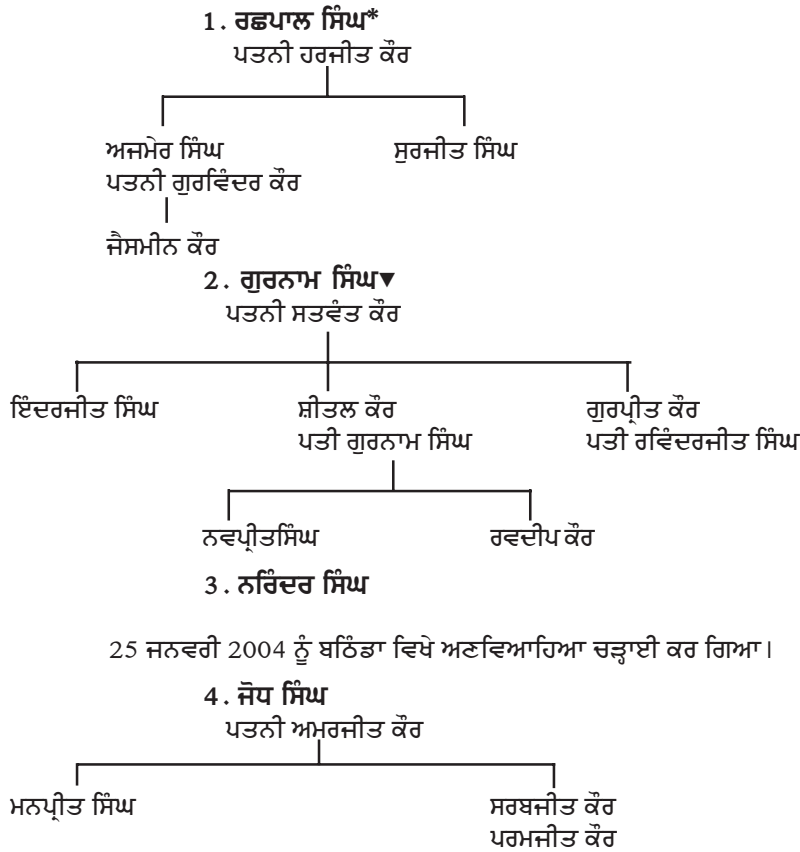 1. ਰਛਪਾਲ ਸਿੰਘ*
ਪਤਨੀ ਹਰਜੀਤ ਕੌਰ
ਅਜਮੇਰ ਸਿੰਘ ਸੁਰਜੀਤ ਸਿੰਘ
ਪਤਨੀ ਗੁਰਵਿੰਦਰ ਕੌਰ
ਜੈਸਮੀਨ ਕੌਰ
2. ਗੁਰਨਾਮ ਸਿੰਘ▼
ਪਤਨੀ ਸਤਵੰਤ ਕੌਰ
ਇੰਦਰਜੀਤ ਸਿੰਘ ਸ਼ੀਤਲ ਕੌਰ ਗੁਰਪ੍ਰੀਤ ਕੌਰ
ਪਤੀ ਗੁਰਨਾਮ ਸਿੰਘ ਪਤੀ ਰਵਿੰਦਰਜੀਤ ਸਿੰਘ
ਨਵਪ੍ਰੀਤਸਿੰਘ ਰਵਦੀਪ ਕੌਰ
3. ਨਰਿੰਦਰ ਸਿੰਘ
25 ਜਨਵਰੀ 2004 ਨੂੰ ਬਠਿੰਡਾ ਵਿਖੇ ਅਣਵਿਆਹਿਆ ਚੜ੍ਹਾਈ ਕਰ ਗਿਆ।
4. ਜੋਧ ਸਿੰਘ
ਪਤਨੀ ਅਮਰਜੀਤ ਕੌਰ
ਮਨਪ੍ਰੀਤ ਸਿੰਘ ਸਰਬਜੀਤ ਕੌਰ
ਪਰਮਜੀਤ ਕੌਰ